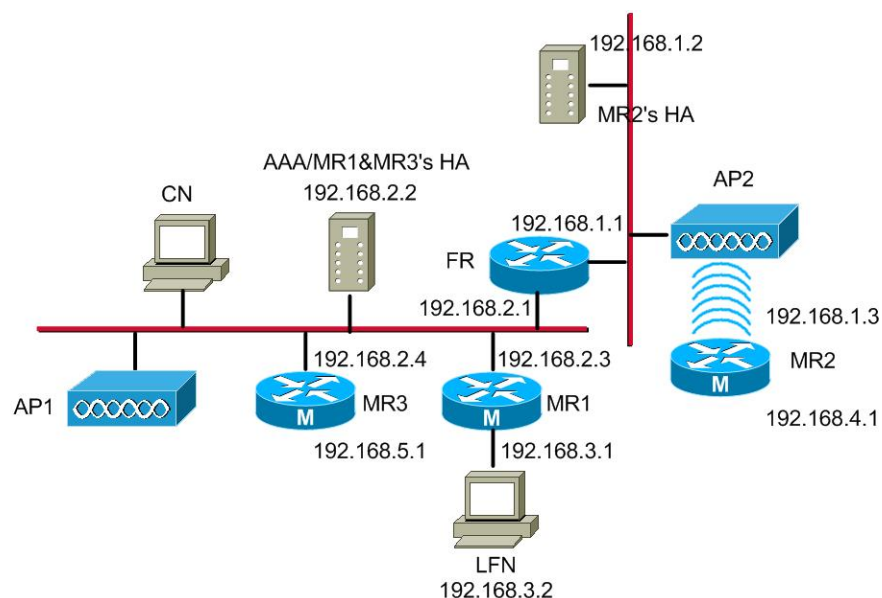 192.168.1.2
MR2's HA
AAA/MR1&MR3's HA
192.168.2.2
CN
AP2
192.168.1.1
FR
192.168.2.1
192.168.1.3
192.168.2.4
192.168.2.3
MR2
M
AP1
MR3
M
MR1
M
192.168.4.1
192.168.5.1
192.168.3.1
LFN
192.168.3.2